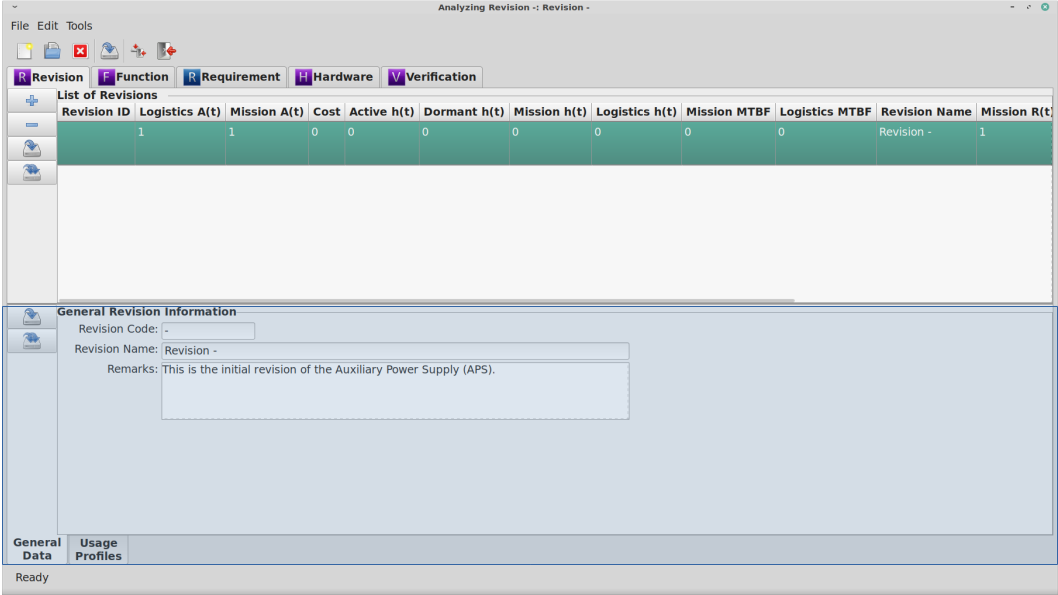 Analyzing Revision -: Revision -
File Edit Tools
R Revision F Function R Requirement H Hardware V Verification
List of Revisions
Revision ID Logistics A(t) Mission A(t) Cost Active h(t) Dormant h(t) Mission h(t) Logistics h(t) Mission MTBF Logistics MTBF Revision Name Mission R(t)
1 1 0 0 0 0 0 0 0 Revision - 1
General Revision Information
Revision Code: -
Revision Name: Revision -
Remarks: This is the initial revision of the Auxiliary Power Supply (APS).
General Usage
Data Profiles
Ready